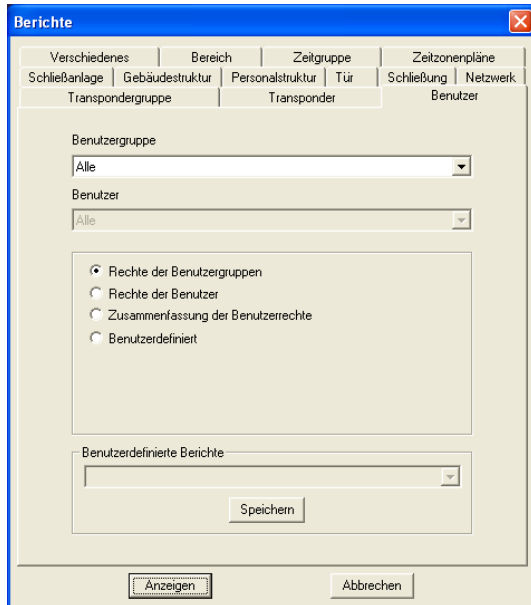 Berichte
Verschiedenes Bereich Zeitgruppe Zeitzonenpläne
Schließanlage Gebäudestruktur Personalstruktur Tür Schließung Netzwerk
Transpondergruppe Transponder Benutzer
Benutzergruppe
Alle
Benutzer
Alle
Rechte der Benutzergruppen
Rechte der Benutzer
Zusammenfassung der Benutzerrechte
Benutzerdefiniert
Benutzerdefinierte Berichte
Speichern
Anzeigen Abbrechen